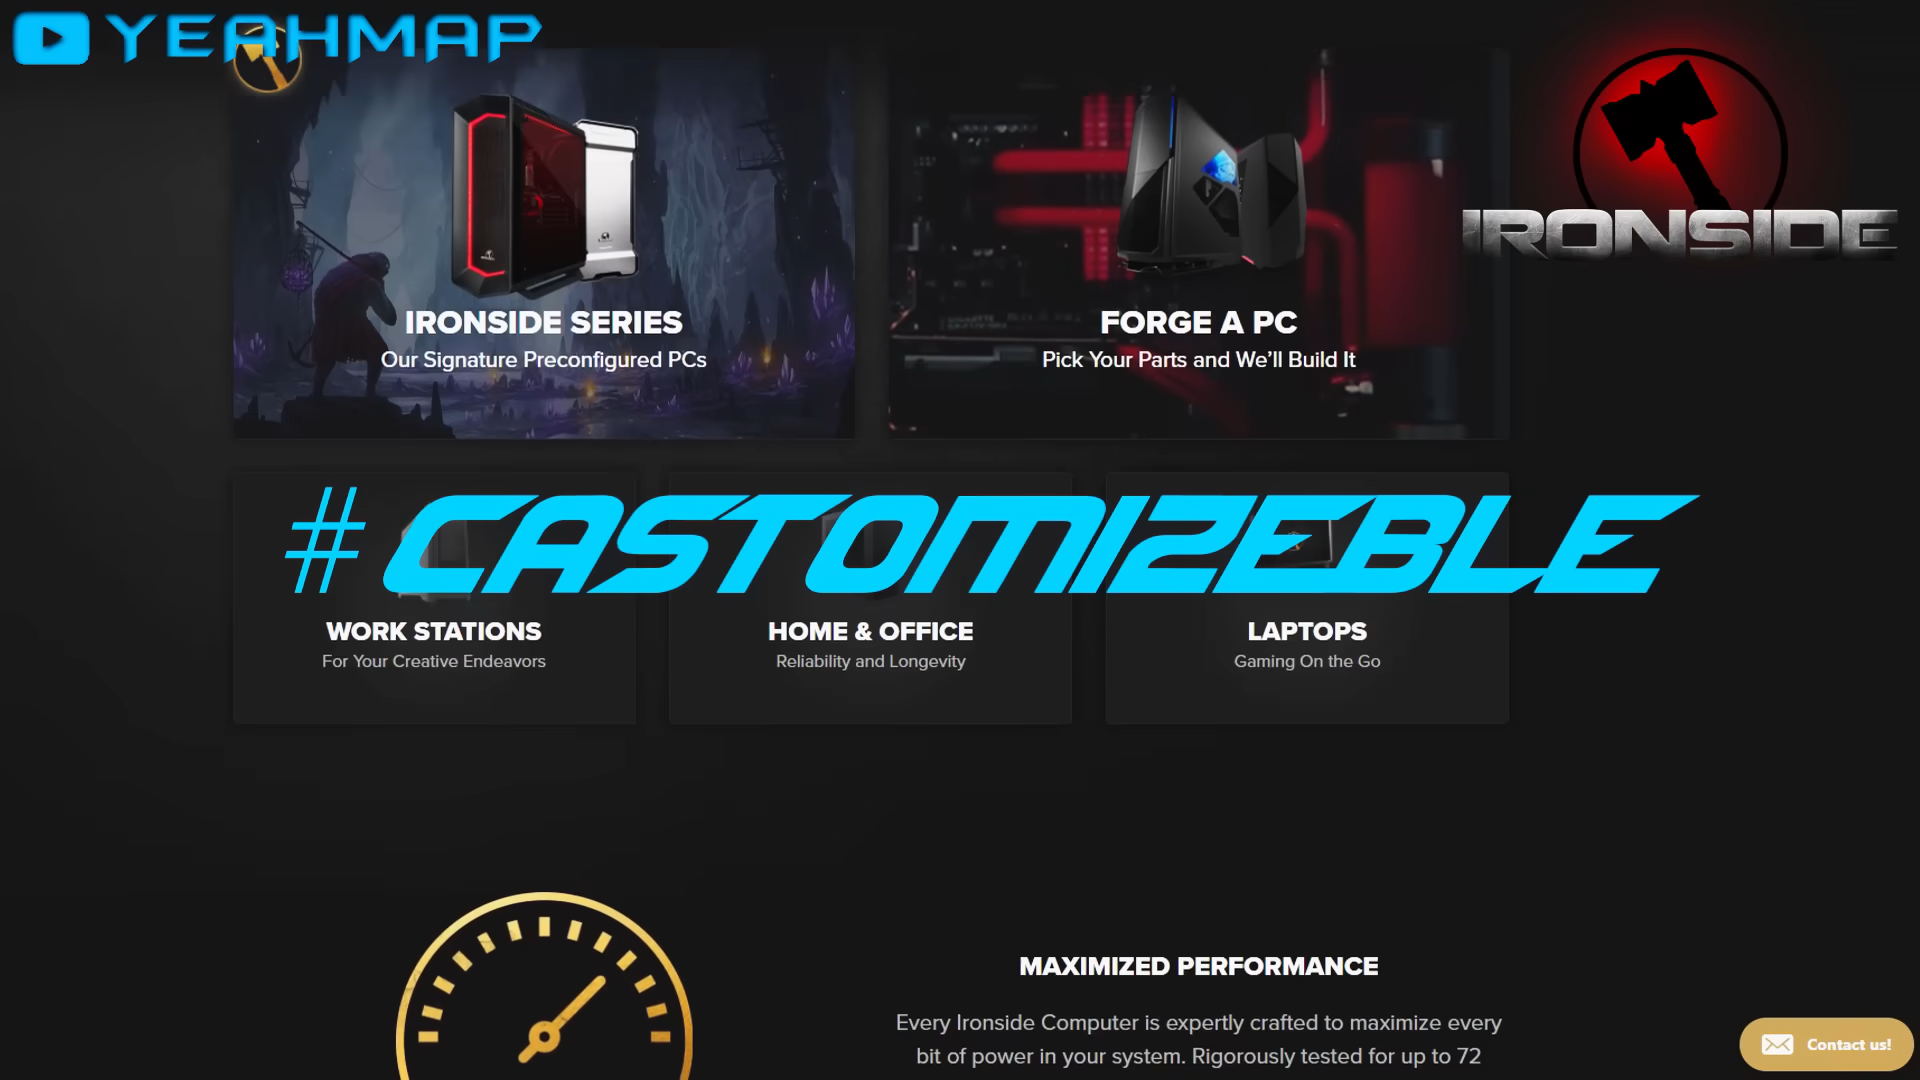 YEAHMAP
IRONSIDE
IRONSIDE SERIES
Our Signature Preconfigured PCs
FORGE A PC
Pick Your Parts and We'll Build It
#CASTOMIZEBLE
WORK STATIONS
For Your Creative Endeavors
HOME & OFFICE
Reliability and Longevity
LAPTOPS
Gaming On the Go
MAXIMIZED PERFORMANCE
Every Ironside Computer is expertly crafted to maximize every
bit of power in your system. Rigorously tested for up to 72
Contact us!